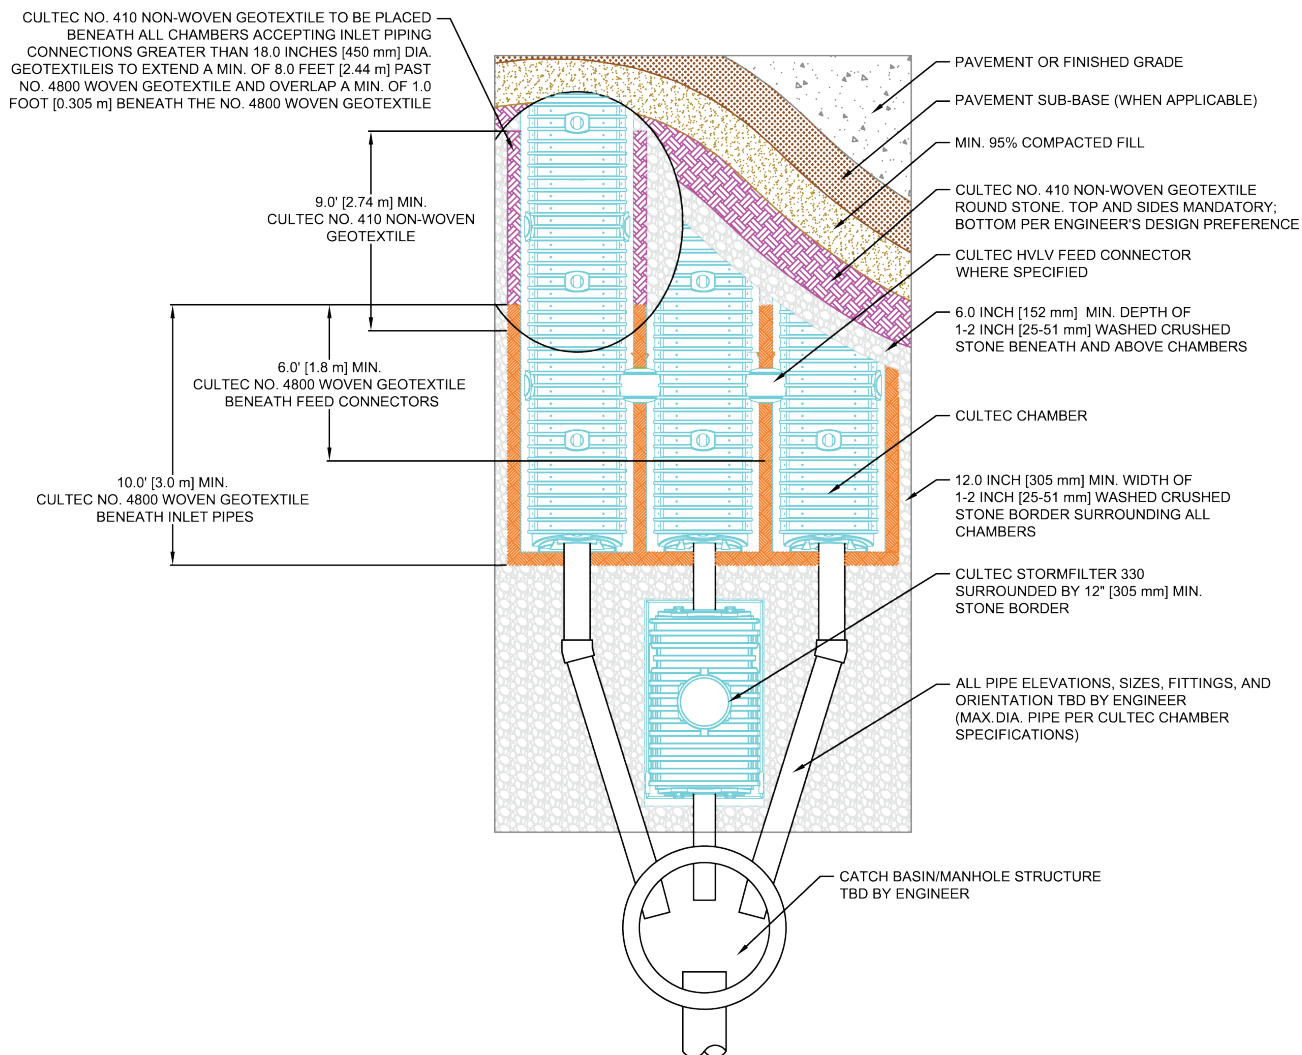 CULTEC NO. 410 NON-WOVEN GEOTEXTILE TO BE PLACED
BENEATH ALL CHAMBERS ACCEPTING INLET PIPING
CONNECTIONS GREATER THAN 18.0 INCHES [450 mm] DIA.
GEOTEXTILEIS TO EXTEND A MIN. OF 8.0 FEET [2.44 m] PAST
NO. 4800 WOVEN GEOTEXTILE AND OVERLAP A MIN. OF 1.0
FOOT [0.305 m] BENEATH THE NO. 4800 WOVEN GEOTEXTILE
9.0' [2.74 m] MIN.
CULTEC NO. 410 NON-WOVEN
GEOTEXTILE
6.0' [1.8 m] MIN.
CULTEC NO. 4800 WOVEN GEOTEXTILE
BENEATH FEED CONNECTORS
10.0' [3.0 m] MIN.
CULTEC NO. 4800 WOVEN GEOTEXTILE
BENEATH INLET PIPES
PAVEMENT OR FINISHED GRADE
PAVEMENT SUB-BASE (WHEN APPLICABLE)
MIN. 95% COMPACTED FILL
CULTEC NO. 410 NON-WOVEN GEOTEXTILE
ROUND STONE. TOP AND SIDES MANDATORY;
BOTTOM PER ENGINEER'S DESIGN PREFERENCE
CULTEC HVLV FEED CONNECTOR
WHERE SPECIFIED
6.0 INCH [152 mm] MIN. DEPTH OF
1-2 INCH [25-51 mm] WASHED CRUSHED
STONE BENEATH AND ABOVE CHAMBERS
CULTEC CHAMBER
12.0 INCH [305 mm] MIN. WIDTH OF
1-2 INCH [25-51 mm] WASHED CRUSHED
STONE BORDER SURROUNDING ALL
CHAMBERS
CULTEC STORMFILTER 330
SURROUNDED BY 12" [305 mm] MIN.
STONE BORDER
ALL PIPE ELEVATIONS, SIZES, FITTINGS, AND
ORIENTATION TBD BY ENGINEER
(MAX.DIA. PIPE PER CULTEC CHAMBER
SPECIFICATIONS)
CATCH BASIN/MANHOLE STRUCTURE
TBD BY ENGINEER